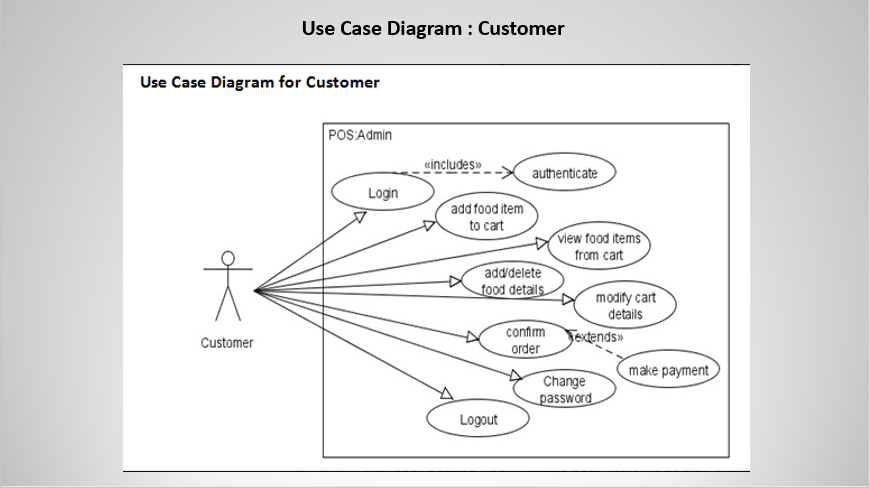 Use Case Diagram : Customer
Use Case Diagram for Customer
POS:Admin
«includes»
authenticate
Login
add food item
to cart
view food items
from cart
add/delete
food details
modify cart
details
confirm
order
«extends»
make payment
Change
password
Logout
Customer